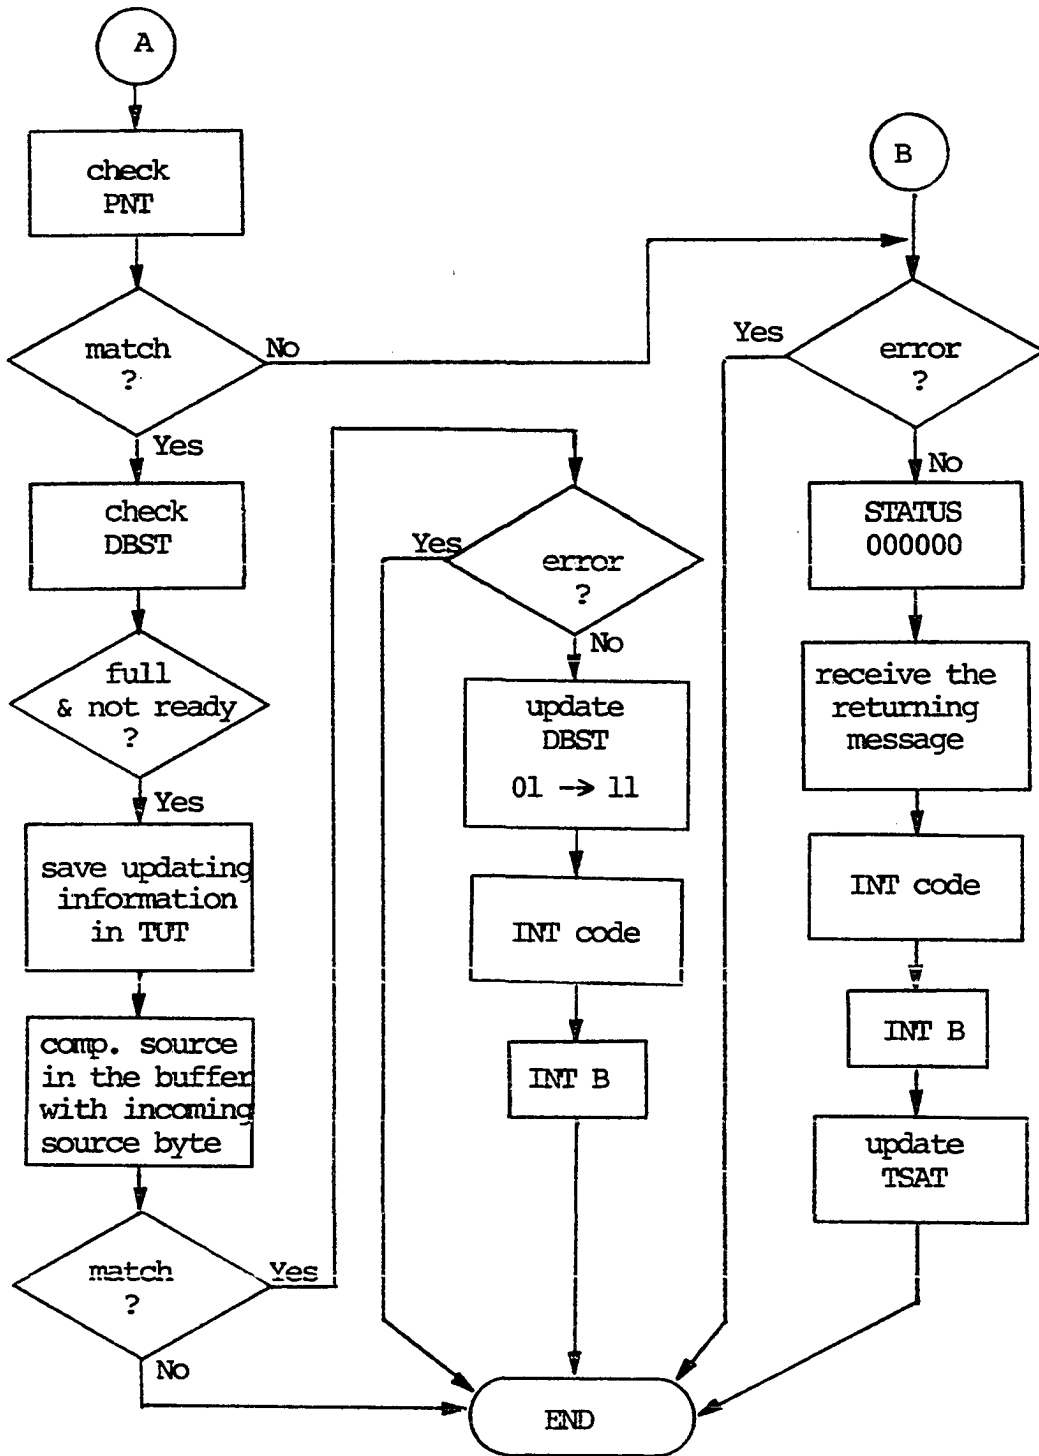 A
check
PNT
match
?
No
Yes
check
DBST
full
& not ready
?
Yes
save updating
information
in TUT
comp. source
in the buffer
with incoming
source byte
match
?
Yes
No
error
?
Yes
No
update
DBST
01 → 11
INT code
INT B
B
error
?
Yes
No
STATUS
000000
receive the
returning
message
INT code
INT B
update
TSAT
END